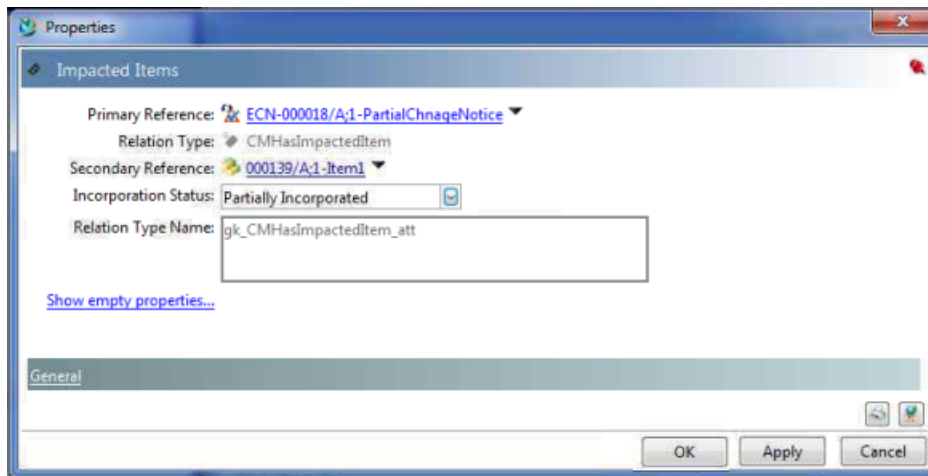 Properties
Impacted Items
Primary Reference: ECN-000018/A;1-PartialChnageNotice
Relation Type: CMHasImpactedItem
Secondary Reference: 000139/A;1-Item1
Incorporation Status: Partially Incorporated
Relation Type Name: gk_CMHasImpactedItem_att
Show empty properties...
General
OK Apply Cancel